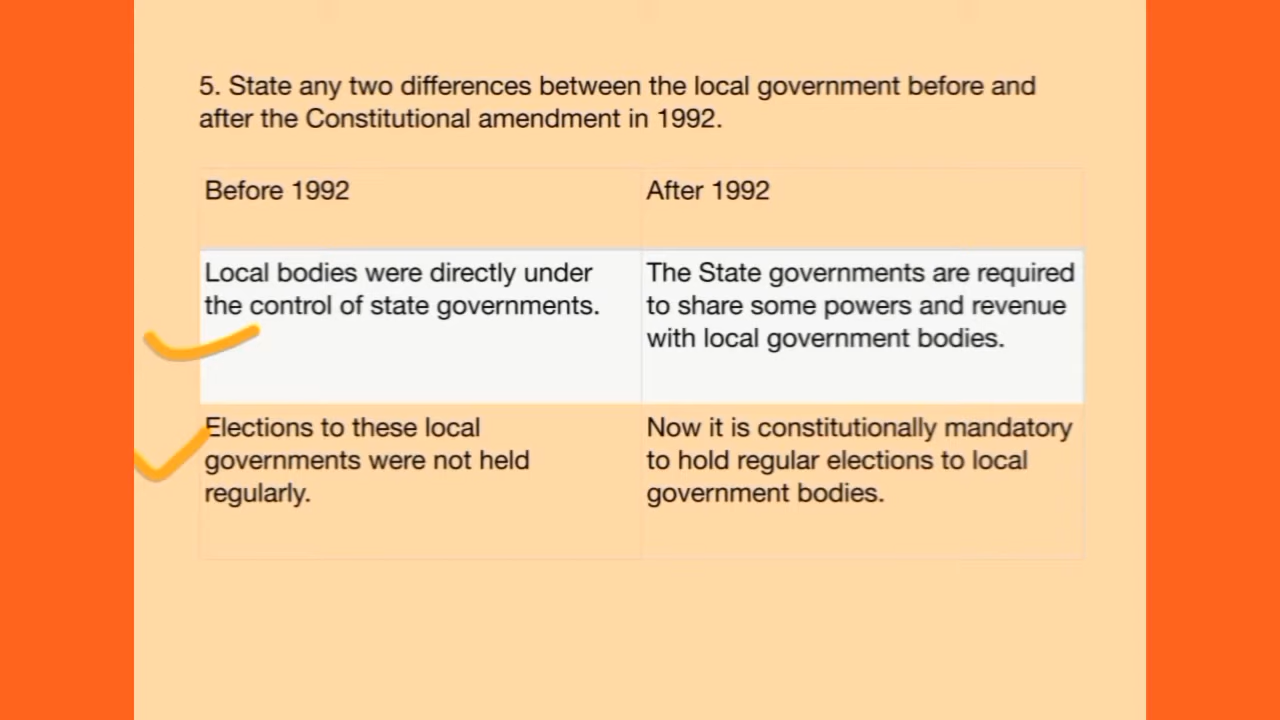 5. State any two differences between the local government before and
after the Constitutional amendment in 1992.
Before 1992
After 1992
Local bodies were directly under
the control of state governments.
The State governments are required
to share some powers and revenue
with local government bodies.
Elections to these local
governments were not held
regularly.
Now it is constitutionally mandatory
to hold regular elections to local
government bodies.